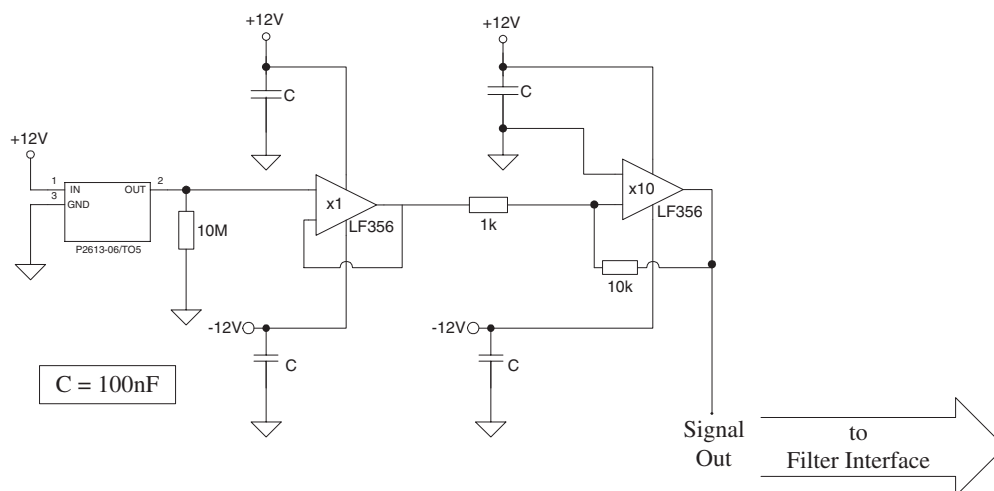 +12V
+12V
+12V
C
C
1
IN
OUT
2
3
GND
P2613-06/TO5
10M
x1
LF356
1k
x10
LF356
10k
-12V
-12V
C
C
C = 100nF
Signal
Out
to
Filter Interface